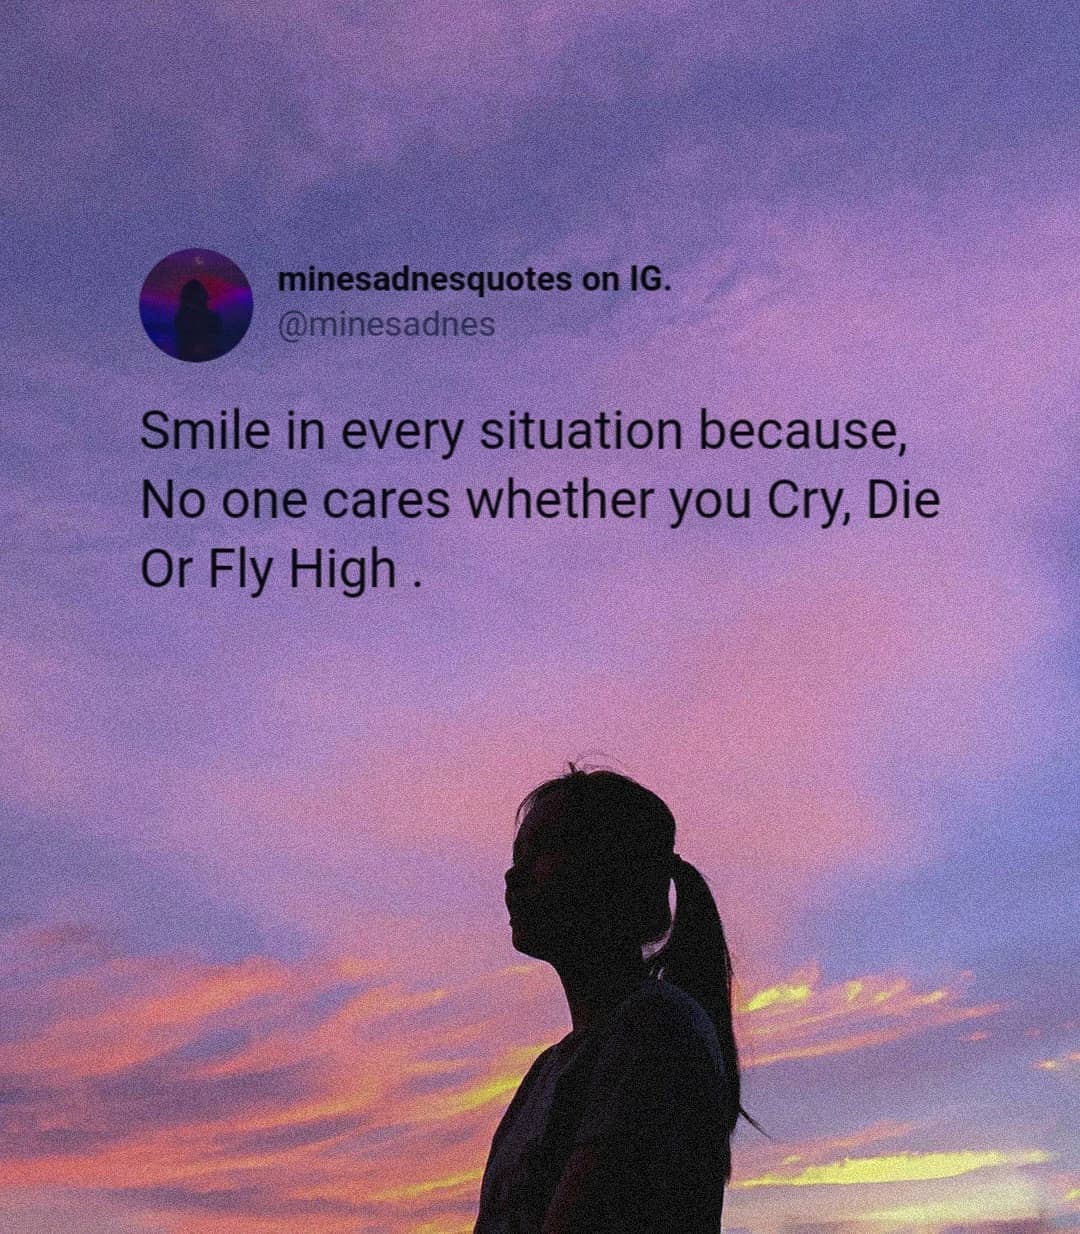 minesadnesquotes on IG.
@minesadnes
Smile in every situation because,
No one cares whether you Cry, Die
Or Fly High .